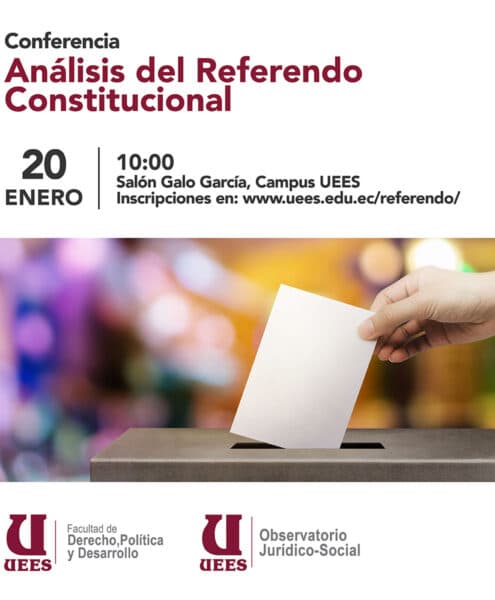 Conferencia
Análisis del Referendo
Constitucional
20
ENERO
10:00
Salón Galo García, Campus UEES
Inscripciones en: www.uees.edu.ec/referendo/
UEES
Facultad de
Derecho,Política
y Desarrollo
UEES
Observatorio
Jurídico-Social